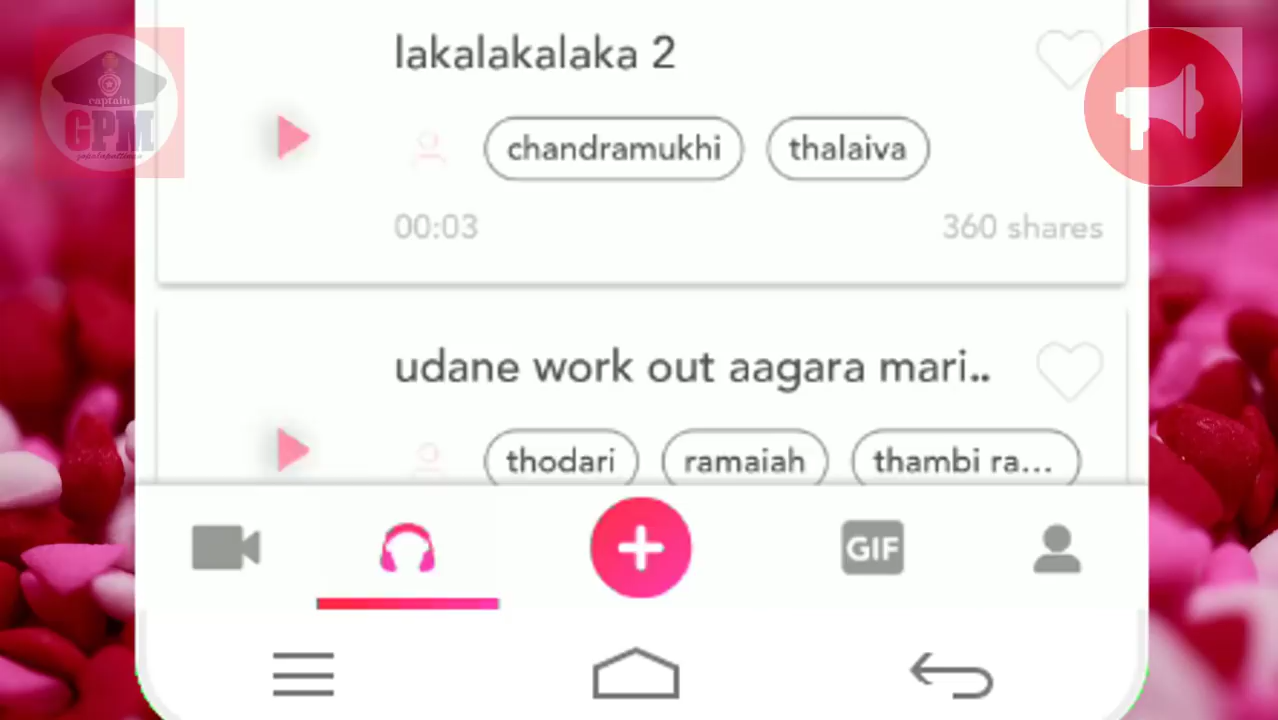 lakalakalaka 2
captain
GPM
chandramukhi thalaiva
00:03 360 shares
udane work out aagara mari..
thodari ramaiah thambi ra...
GIF